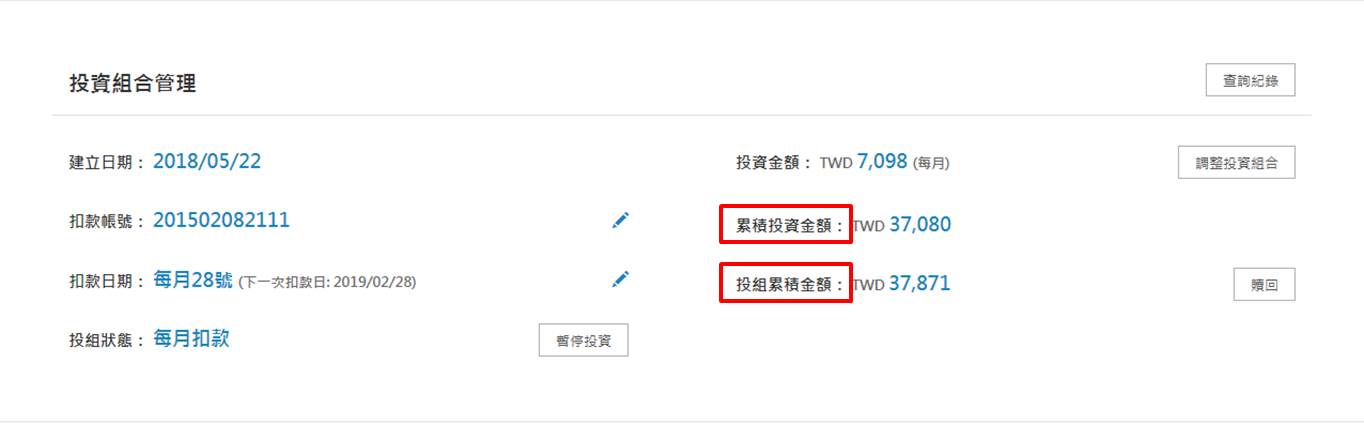 投資組合管理
查詢紀錄
建立日期： 2018/05/22
投資金額： TWD 7,098 (每月)
調整投資組合
扣款帳號： 201502082111
累積投資金額： TWD 37,080
扣款日期： 每月28號 (下一次扣款日: 2019/02/28)
投組累積金額： TWD 37,871
贖回
投組狀態： 每月扣款
暫停投資